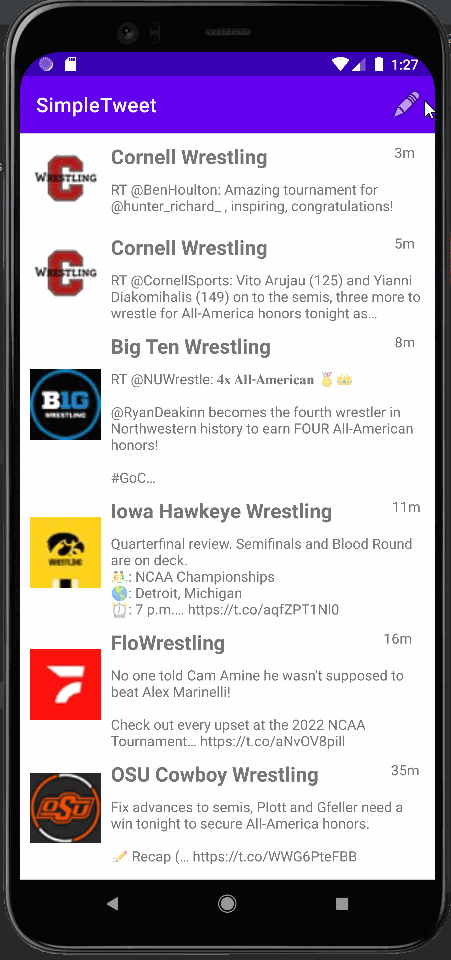 1:27
SimpleTweet
Cornell Wrestling 3m
RT @BenHoulton: Amazing tournament for
@hunter_richard_ , inspiring, congratulations!
WRESTLING
Cornell Wrestling 5m
RT @CornellSports: Vito Arujau (125) and Yianni
Diakomihalis (149) on to the semis, three more to
wrestle for All-America honors tonight as…
WRESTLING
Big Ten Wrestling 8m
RT @NUWrestle: 𝟒𝐱 𝐀𝐥𝐥-𝐀𝐦𝐞𝐫𝐢𝐜𝐚𝐧 🏅👑
@RyanDeakinn becomes the fourth wrestler in
Northwestern history to earn FOUR All-American
honors!
#GoC…
B1G
WRESTLING
Iowa Hawkeye Wrestling 11m
Quarterfinal review. Semifinals and Blood Round
are on deck.
🤼: NCAA Championships
🌎: Detroit, Michigan
⏰: 7 p.m.… https://t.co/aqfZPT1NI0
WRESTLING
FloWrestling 16m
No one told Cam Amine he wasn't supposed to
beat Alex Marinelli!
Check out every upset at the 2022 NCAA
Tournament… https://t.co/aNvOV8pill
OSU Cowboy Wrestling 35m
Fix advances to semis, Plott and Gfeller need a
win tonight to secure All-America honors.
📝 Recap (… https://t.co/WWG6PteFBB
OSU